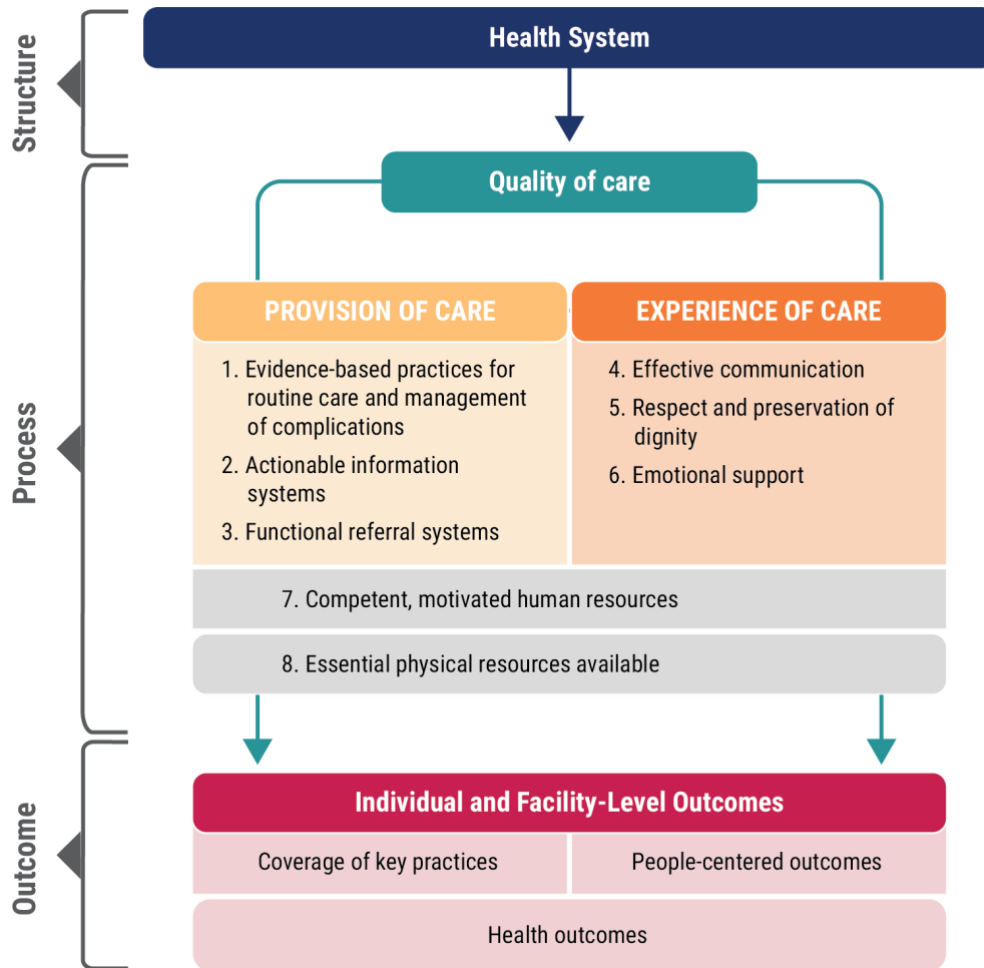 Structure
Health System
Process
Quality of care
PROVISION OF CARE
1. Evidence-based practices for
routine care and management
of complications
2. Actionable information
systems
3. Functional referral systems
EXPERIENCE OF CARE
4. Effective communication
5. Respect and preservation of
dignity
6. Emotional support
7. Competent, motivated human resources
8. Essential physical resources available
Outcome
Individual and Facility-Level Outcomes
Coverage of key practices
People-centered outcomes
Health outcomes